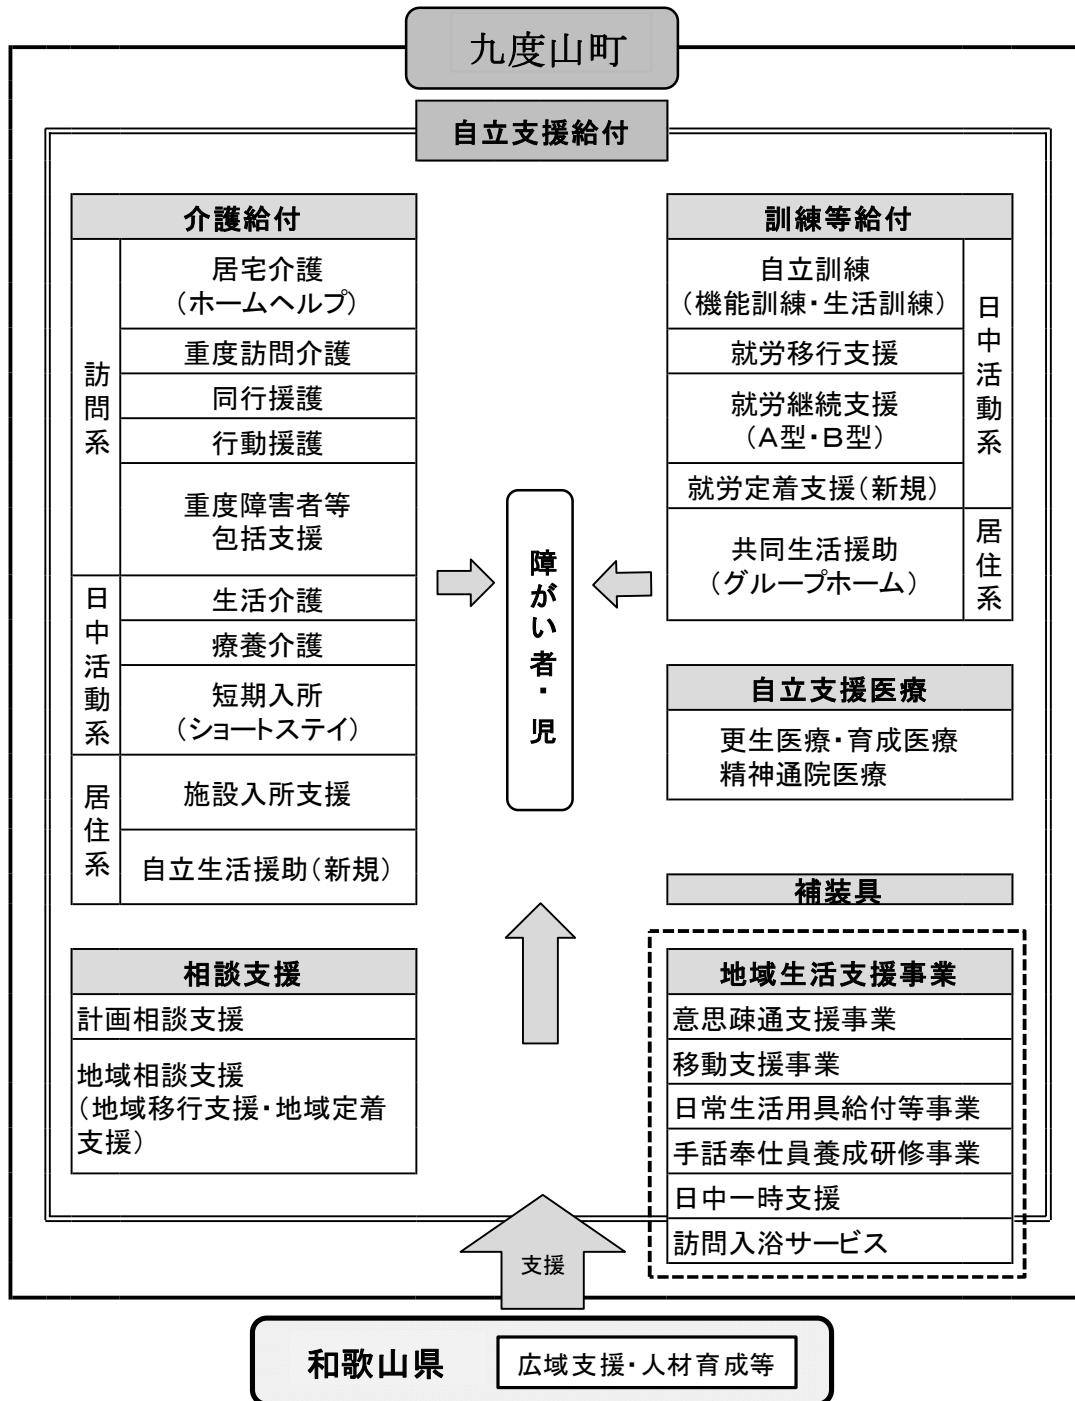 九度山町
自立支援給付
介護給付
訪問系
居宅介護
（ホームヘルプ）
重度訪問介護
同行援護
行動援護
重度障害者等
包括支援
日中活動系
生活介護
療養介護
短期入所
（ショートステイ）
居住系
施設入所支援
自立生活援助（新規）
相談支援
計画相談支援
地域相談支援
（地域移行支援・地域定着
支援）
障がい者・児
訓練等給付
自立訓練
（機能訓練・生活訓練）
就労移行支援
就労継続支援
（Ａ型・Ｂ型）
就労定着支援（新規）
日中活動系
共同生活援助
（グループホーム）
居住系
自立支援医療
更生医療・育成医療
精神通院医療
補装具
地域生活支援事業
意思疎通支援事業
移動支援事業
日常生活用具給付等事業
手話奉仕員養成研修事業
日中一時支援
訪問入浴サービス
支援
和歌山県
広域支援・人材育成等